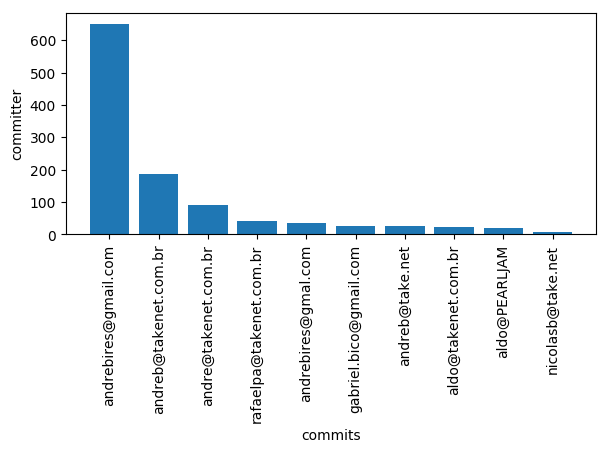 600
500
400
300
200
100
0
committer
andrebires@gmail.com
andreb@takenet.com.br
andre@takenet.com.br
rafaelpa@takenet.com.br
andrebires@gmal.com
gabriel.bico@gmail.com
andreb@take.net
aldo@takenet.com.br
aldo@PEARLJAM
nicolasb@take.net
commits